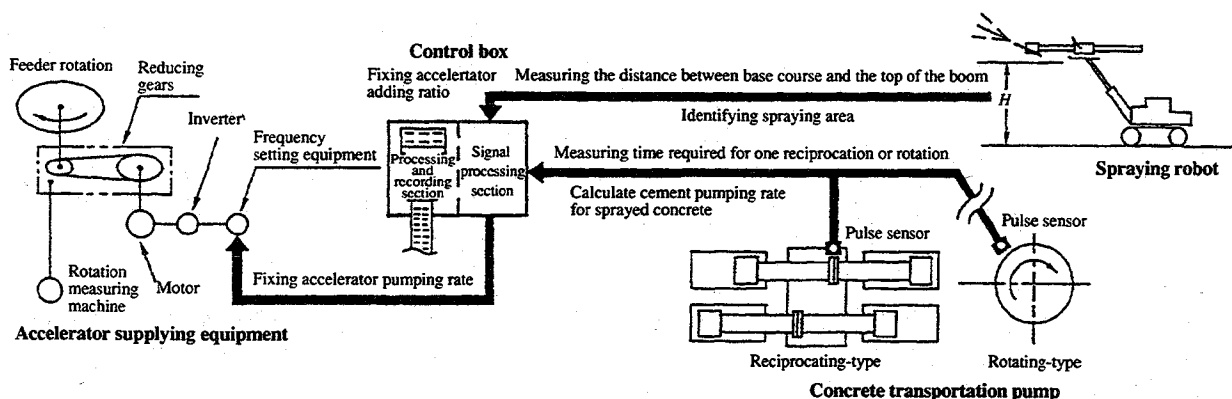 Control box
Feeder rotation
Reducing
gears
Inverter
Frequency
setting equipment
Fixing accelertator
adding ratio
Processing
and
recording
section
Signal
processing
section
Measuring the distance between base course and the top of the boom
Identifying spraying area
H
Spraying robot
Measuring time required for one reciprocation or rotation
Calculate cement pumping rate
for sprayed concrete
Pulse sensor
Pulse sensor
Rotation
measuring
machine
Motor
Fixing accelerator pumping rate
Accelerator supplying equipment
Reciprocating-type
Rotating-type
Concrete transportation pump